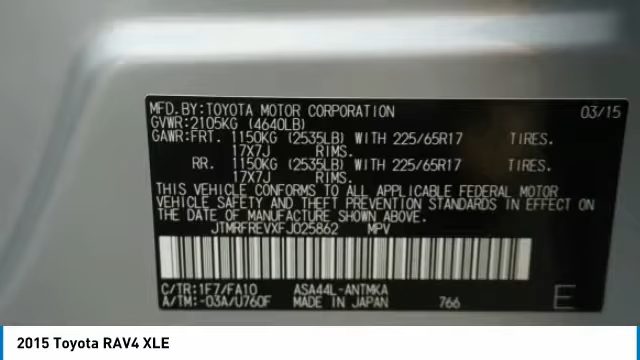 MFD.BY:TOYOTA MOTOR CORPORATION 03/15
GVWR:2105KG (4640LB)
GAWR:FRT. 1150KG (2535LB) WITH 225/65R17 TIRES.
17X7J RIMS.
RR. 1150KG (2535LB) WITH 225/65R17 TIRES.
17X7J RIMS.
THIS VEHICLE CONFORMS TO ALL APPLICABLE FEDERAL MOTOR
VEHICLE SAFETY AND THEFT PREVENTION STANDARDS IN EFFECT ON
THE DATE OF MANUFACTURE SHOWN ABOVE.
JTMRFREVXFJ025862 MPV
C/TR:1F7/FA10 ASA44L-ANTMKA
A/TM:-03A/U760F MADE IN JAPAN 766 E
2015 Toyota RAV4 XLE